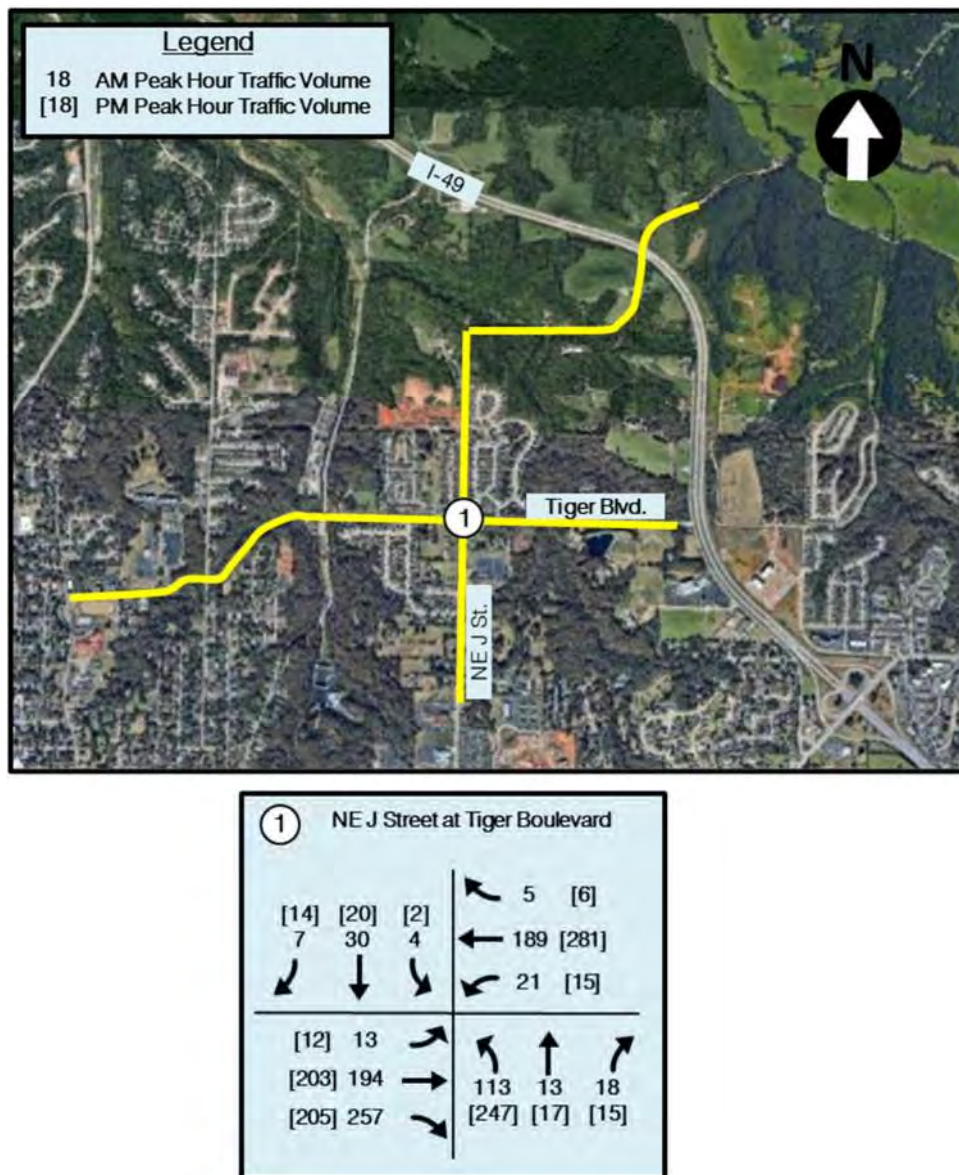 Legend
18 AM Peak Hour Traffic Volume
[18] PM Peak Hour Traffic Volume
N
I-49
1
Tiger Blvd.
NE J St.
1 NE J Street at Tiger Boulevard
[14] [20] [2]
7 30 4
5 [6]
189 [281]
21 [15]
[12] 13
[203] 194
[205] 257
113 13 18
[247] [17] [15]